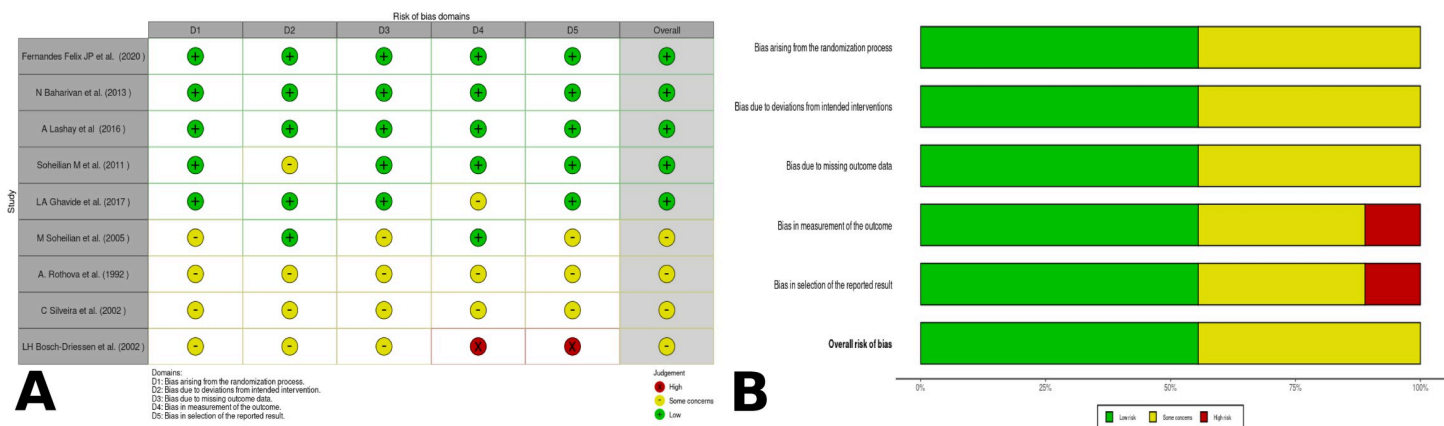 Risk of bias domains
D1 D2 D3 D4 D5 Overall
Study
Fernandes Felix JP et al. (2020 )
+ + + + + +
N Baharivan et al. (2013 )
+ + + + + +
A Lashay et al (2016 )
+ + + + + +
Soheilian M et al. (2011 )
+ - + + + +
LA Ghavide et al. (2017 )
+ + + - + +
M Soheilian et al. (2005 )
- + - + - -
A. Rothova et al. (1992 )
- - - - - -
C Silveira et al. (2002 )
- - - - - -
LH Bosch-Driessen et al. (2002 )
- - - X X -
Domains:
D1: Bias arising from the randomization process.
D2: Bias due to deviations from intended intervention.
D3: Bias due to missing outcome data.
D4: Bias in measurement of the outcome.
D5: Bias in selection of the reported result.
Judgement
X High
- Some concerns
+ Low
A
Bias arising from the randomization process
Bias due to deviations from intended interventions
Bias due to missing outcome data
Bias in measurement of the outcome
Bias in selection of the reported result
Overall risk of bias
0% 25% 50% 75% 100%
Low risk Some concerns High risk
B